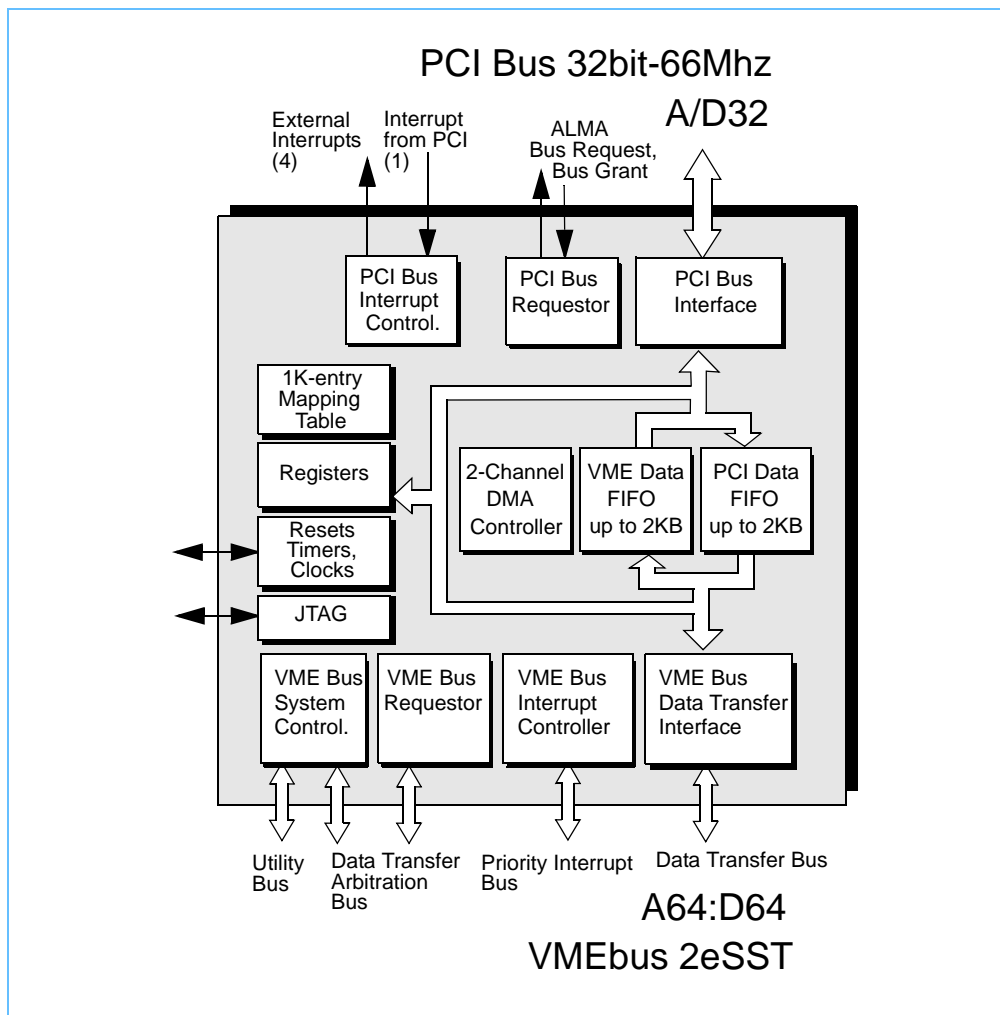 PCI Bus 32bit-66Mhz
A/D32
External
Interrupts
(4)
Interrupt
from PCI
(1)
ALMA
Bus Request,
Bus Grant
PCI Bus
Interrupt
Control.
PCI Bus
Requestor
PCI Bus
Interface
1K-entry
Mapping
Table
Registers
2-Channel
DMA
Controller
VME Data
FIFO
up to 2KB
PCI Data
FIFO
up to 2KB
Resets
Timers,
Clocks
JTAG
VME Bus
System
Control.
VME Bus
Requestor
VME Bus
Interrupt
Controller
VME Bus
Data Transfer
Interface
Utility
Bus
Data Transfer
Arbitration
Bus
Priority Interrupt
Bus
Data Transfer Bus
A64:D64
VMEbus 2eSST